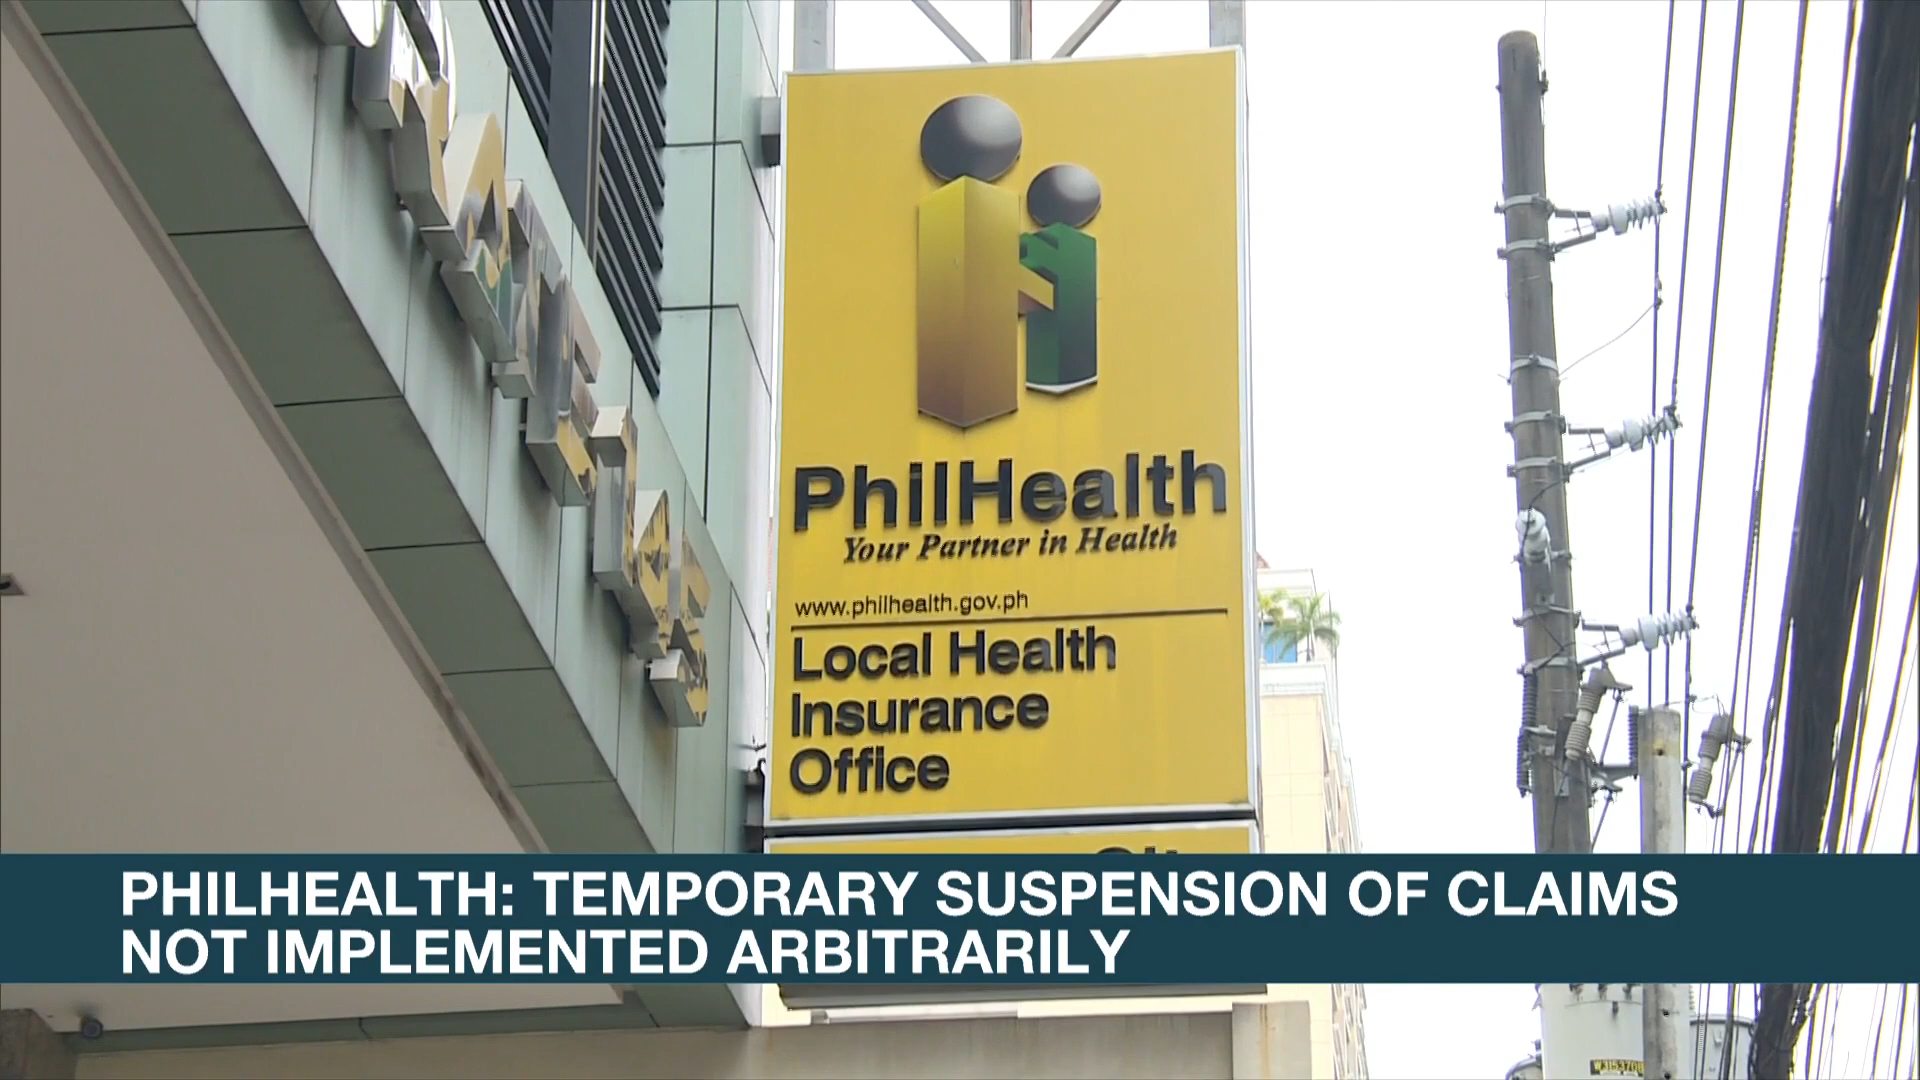 PhilHealth
Your Partner in Health
www.philhealth.gov.ph
Local Health
Insurance
Office
PHILHEALTH: TEMPORARY SUSPENSION OF CLAIMS
NOT IMPLEMENTED ARBITRARILY